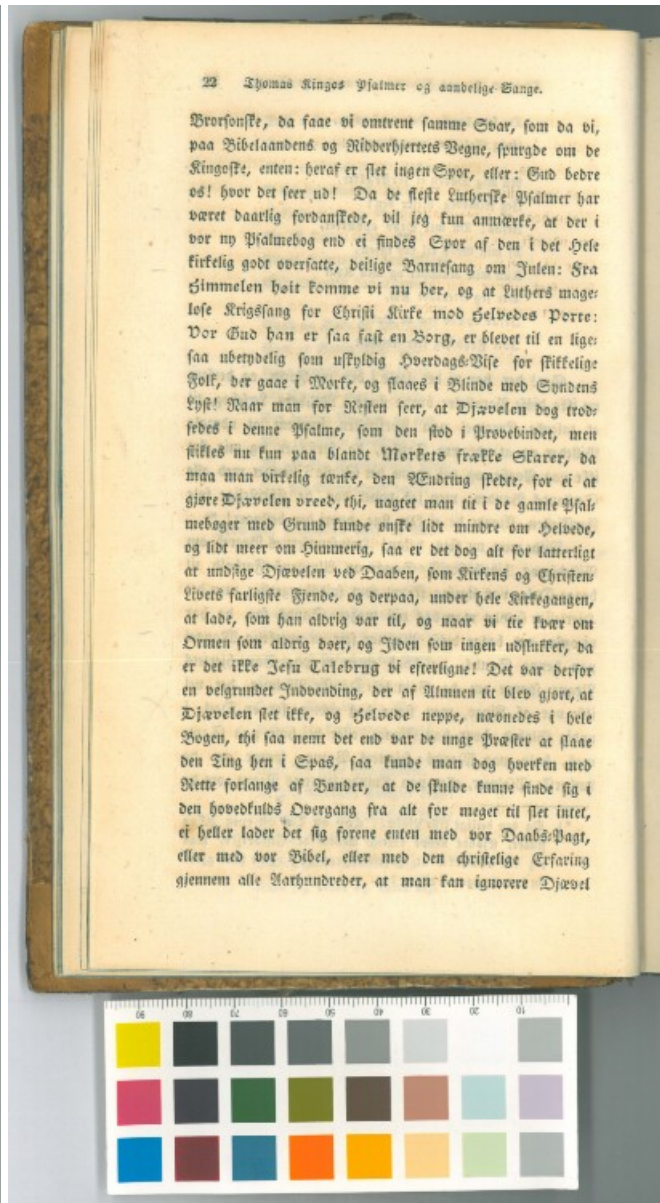 22 Thomas Kingos Psalmer og aandelige Sange.
Brorsonske, da faae vi omtrent samme Svar, som da vi,
paa Bibelaandens og Ridderhjertets Vegne, spurgde om de
Kingoske, enten: heraf er slet ingen Spor, eller: Gud bedre
os! hvor det seer ud! Da de fleste Lutherske Psalmer har
været daarlig fordanskede, vil jeg kun anmærke, at der i
vor ny Psalmebog end ei findes Spor af den i det Hele
kirkelig godt oversatte, deilige Barnesang om Julen: Fra
Himmelen høit komme vi nu her, og at Luthers mage⸗
løse Krigssang for Christi Kirke mod Helvedes Porte:
Vor Gud han er saa fast en Borg, er blevet til en lige⸗
saa ubetydelig som uskyldig Hverdags⸗Vise for skikkelige
Folk, der gaae i Mørke, og slaaes i Blinde med Syndens
Lyst! Naar man for Resten seer, at Djævelen dog trod⸗
sedes i denne Psalme, som den stod i Prøvebindet, men
stikles nu kun paa blandt Mørkets frække Skarer, da
maa man virkelig tænke, den Ændring skedte, for ei at
gjøre Djævelen vreed, thi, uagtet man tit i de gamle Psal⸗
mebøger med Grund kunde ønske lidt mindre om Helvede,
og lidt meer om Himmerig, saa er det dog alt for latterligt
at undsige Djævelen ved Daaben, som Kirkens og Christen⸗
Livets farligste Fjende, og derpaa, under hele Kirkegangen,
at lade, som han aldrig var til, og naar vi tie kvær om
Ormen som aldrig døer, og Ilden som ingen udslukker, da
er det ikke Jesu Talebrug vi efterligne! Det var derfor
en velgrundet Indvending, der af Almuen tit blev gjort, at
Djævelen slet ikke, og Helvede neppe, nævnedes i hele
Bogen, thi saa nemt det end var de unge Præster at slaae
den Ting hen i Spas, saa kunde man dog hverken med
Rette forlange af Bønder, at de skulde kunne finde sig i
den hovedkulds Overgang fra alt for meget til slet intet,
ei heller lader det sig forene enten med vor Daabs⸗Pagt,
eller med vor Bibel, eller med den christelige Erfaring
gjennem alle Aarhundreder, at man kan ignorere Djævel
90 80 70 60 50 40 30 20 10